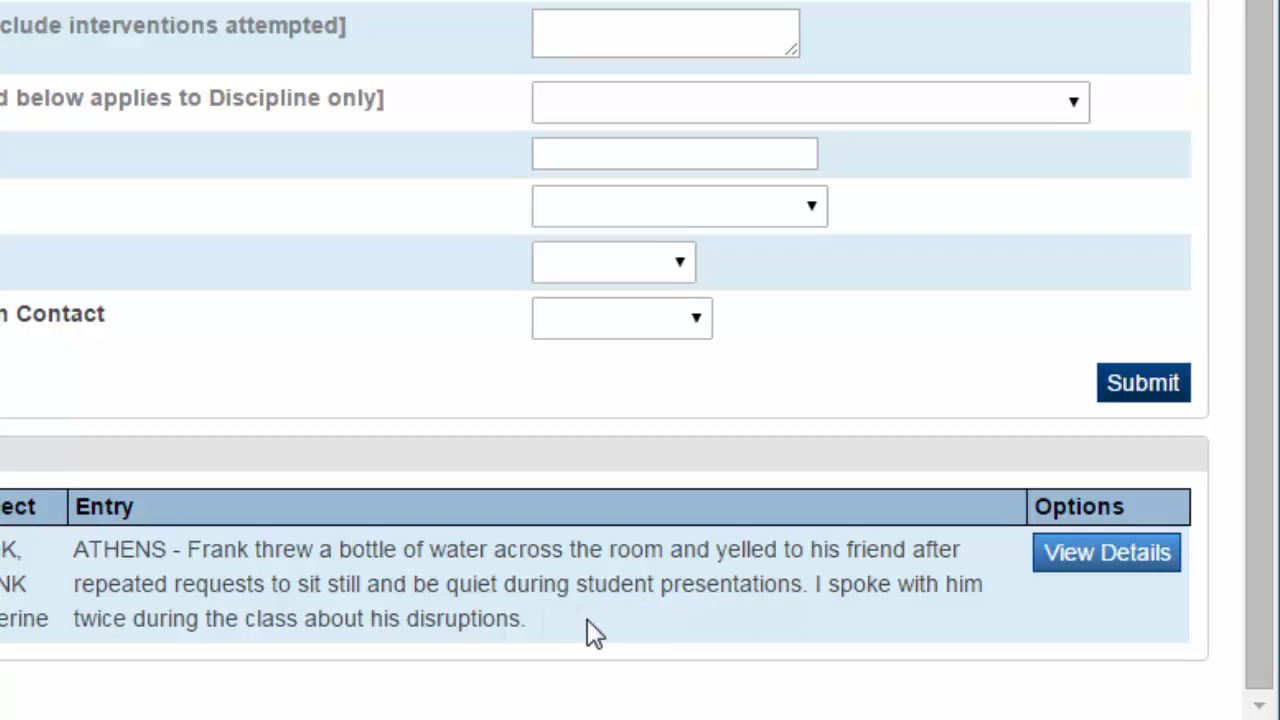 clude interventions attempted]
d below applies to Discipline only]
n Contact
Submit
ect Entry Options
K, ATHENS - Frank threw a bottle of water across the room and yelled to his friend after View Details
NK repeated requests to sit still and be quiet during student presentations. I spoke with him
erine twice during the class about his disruptions.